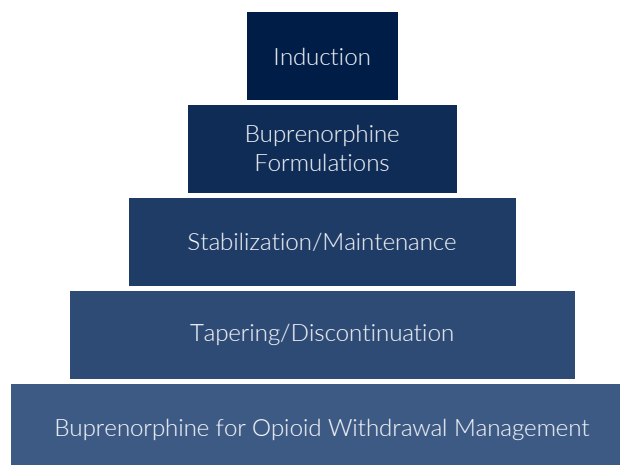 Induction
Buprenorphine
Formulations
Stabilization/Maintenance
Tapering/Discontinuation
Buprenorphine for Opioid Withdrawal Management